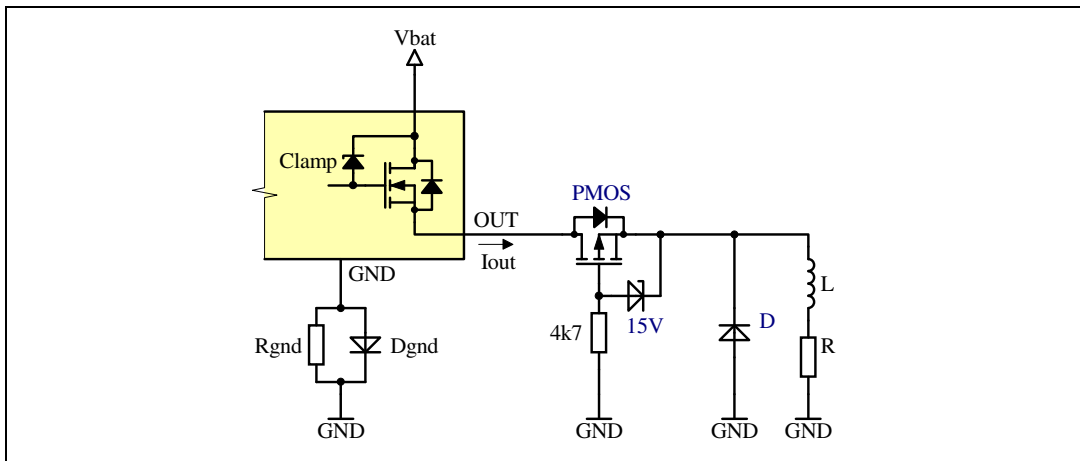 Vbat
Clamp
PMOS
OUT
Iout
GND
L
4k7
15V
D
R
Rgnd
Dgnd
GND
GND
GND
GND